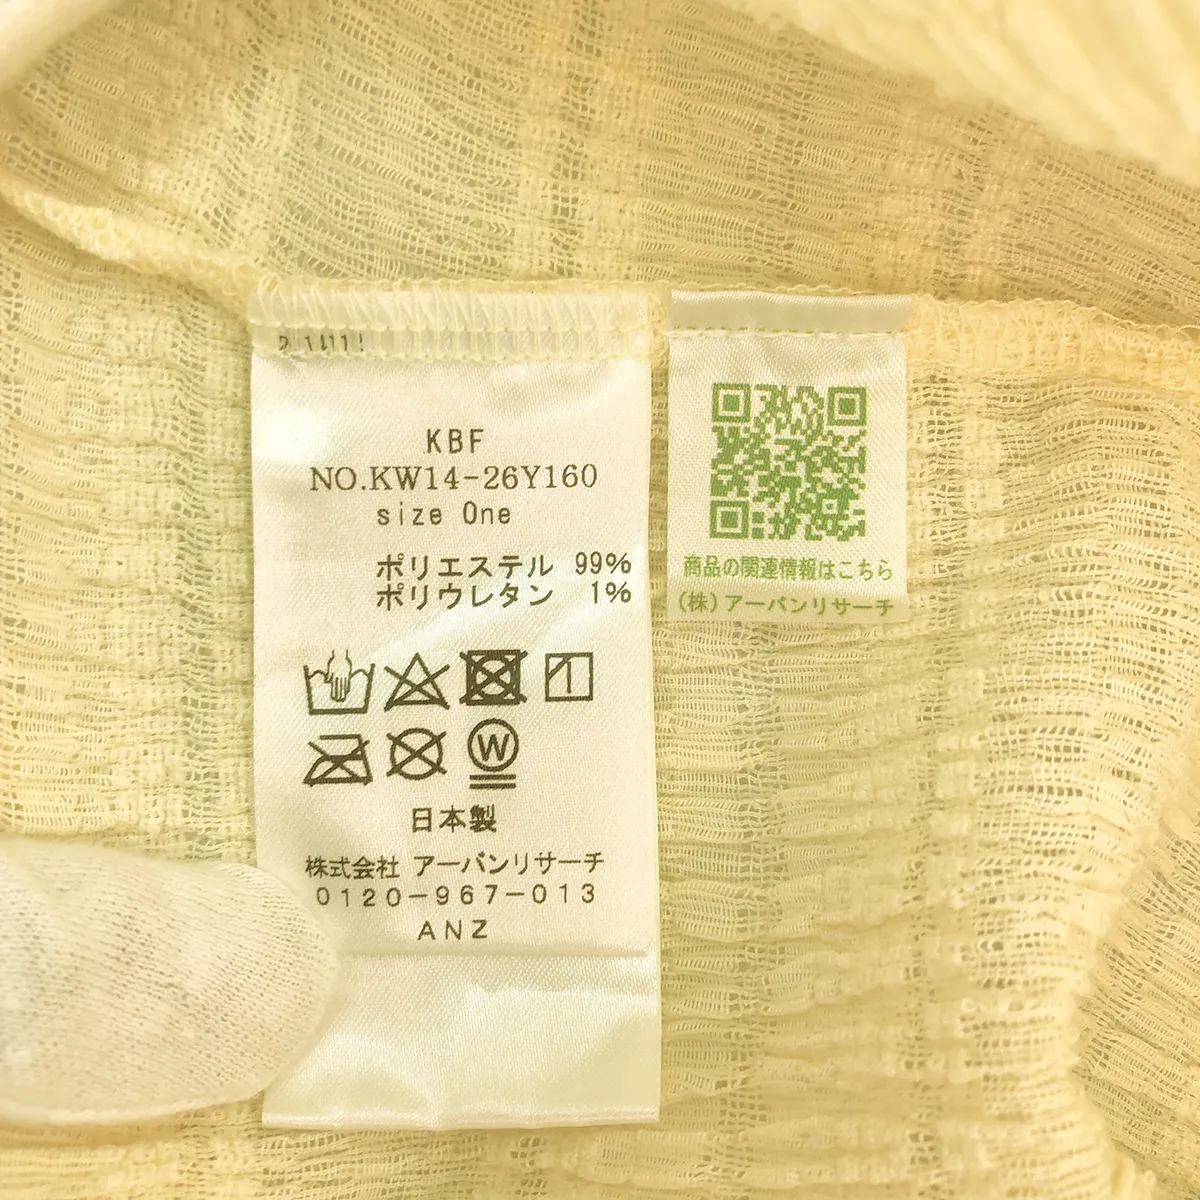 KBF
NO.KW14-26Y160
size One
ポリエステル 99%
ポリウレタン 1%
W
日本製
株式会社 アーバンリサーチ
0120-967-013
ANZ
商品の関連情報はこちら
(株)アーバンリサーチ